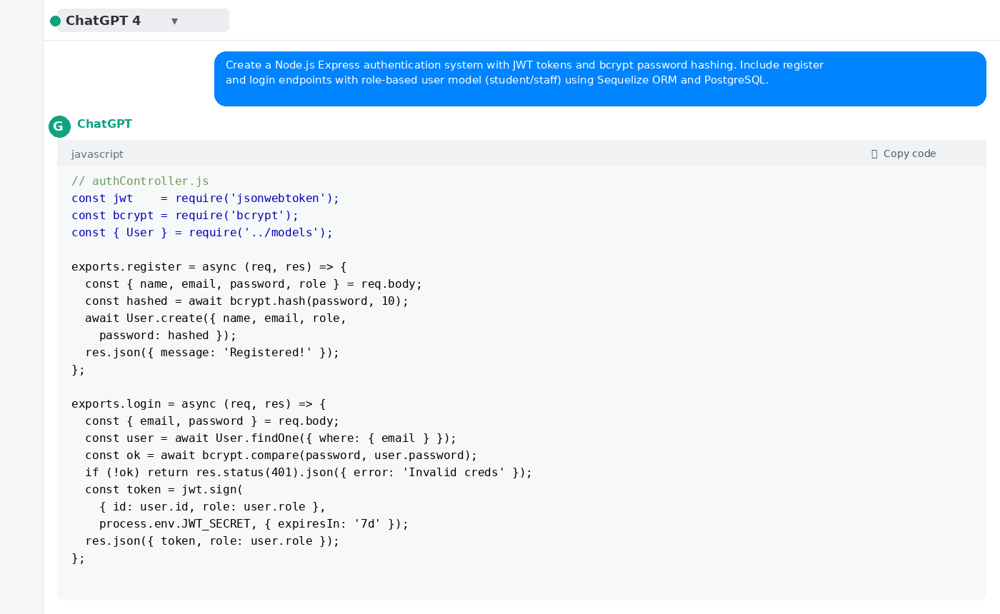 ChatGPT 4 ▼
Create a Node.js Express authentication system with JWT tokens and bcrypt password hashing. Include register
and login endpoints with role-based user model (student/staff) using Sequelize ORM and PostgreSQL.
G ChatGPT
javascript
Copy code
// authController.js
const jwt    = require('jsonwebtoken');
const bcrypt = require('bcrypt');
const { User } = require('../models');

exports.register = async (req, res) => {
  const { name, email, password, role } = req.body;
  const hashed = await bcrypt.hash(password, 10);
  await User.create({ name, email, role,
    password: hashed });
  res.json({ message: 'Registered!' });
};

exports.login = async (req, res) => {
  const { email, password } = req.body;
  const user = await User.findOne({ where: { email } });
  const ok = await bcrypt.compare(password, user.password);
  if (!ok) return res.status(401).json({ error: 'Invalid creds' });
  const token = jwt.sign(
    { id: user.id, role: user.role },
    process.env.JWT_SECRET, { expiresIn: '7d' });
  res.json({ token, role: user.role });
};